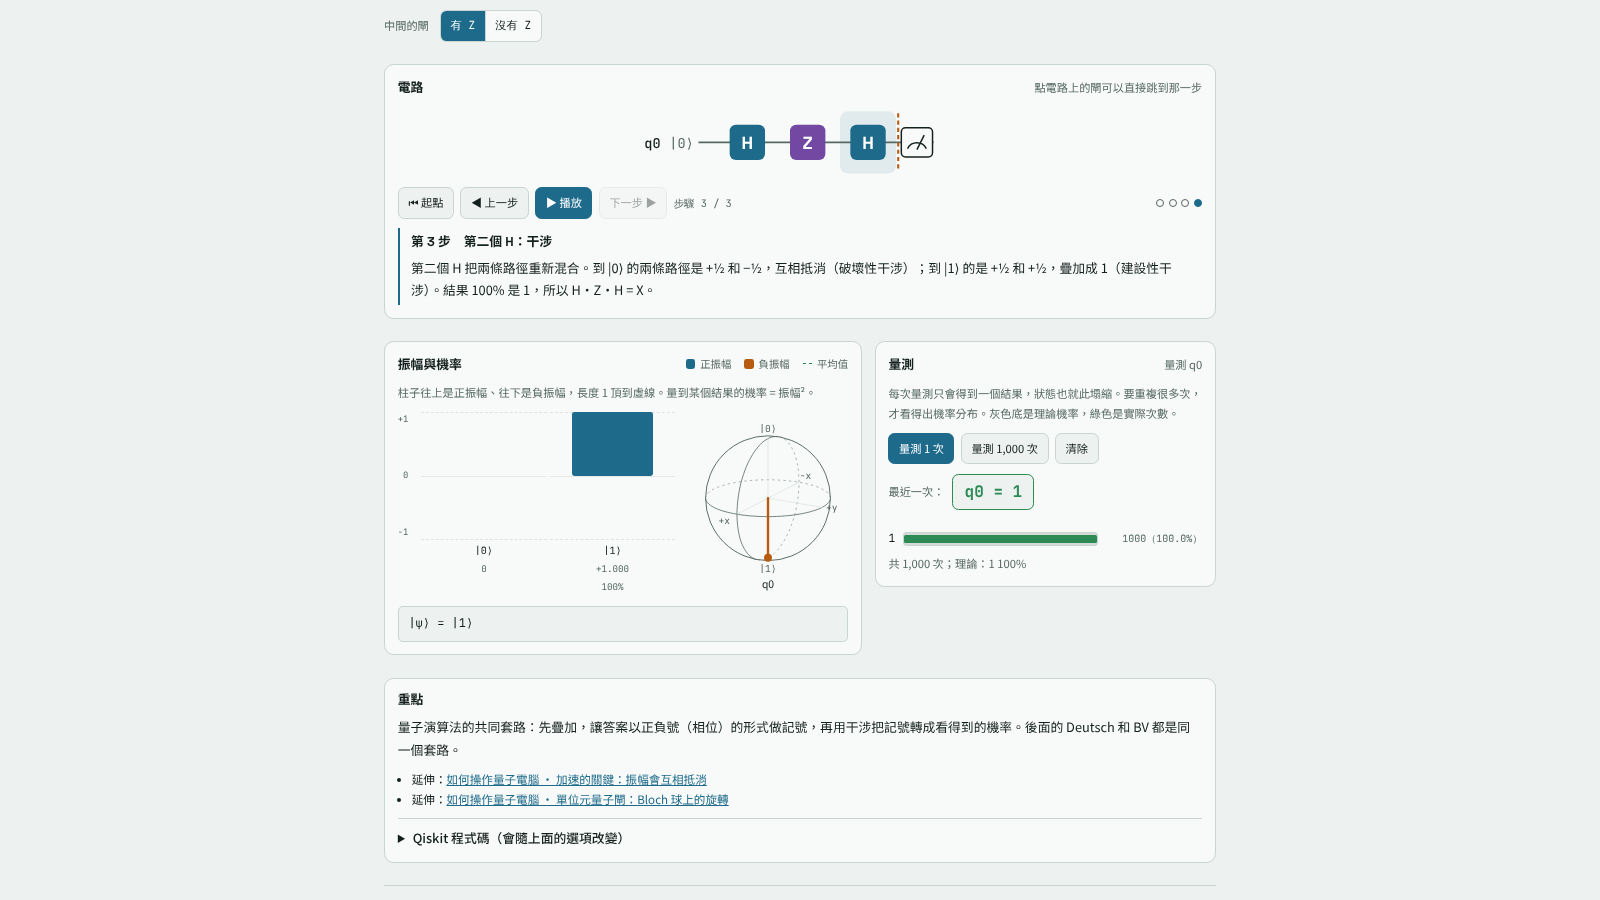 中間的閘 有 Z 沒有 Z
電路 點電路上的閘可以直接跳到那一步
q0 |0⟩ H Z H
⏮ 起點 ◀ 上一步 ▶ 播放 下一步 ▶ 步驟 3 / 3
第 3 步 第二個 H：干涉
第二個 H 把兩條路徑重新混合。到 |0⟩ 的兩條路徑是 +½ 和 −½，互相抵消（破壞性干涉）；到 |1⟩ 的是 +½ 和 +½，疊加成 1（建設性干
涉）。結果 100% 是 1，所以 H·Z·H = X。
振幅與機率 正振幅 負振幅 平均值
柱子往上是正振幅、往下是負振幅，長度 1 頂到虛線。量到某個結果的機率 = 振幅²。
+1
0
-1
|0⟩ |1⟩
0 +1.000
100%
|0⟩
-x
+y
+x
|1⟩
q0
|ψ⟩ = |1⟩
量測 量測 q0
每次量測只會得到一個結果，狀態也就此塌縮。要重複很多次，
才看得出機率分布。灰色底是理論機率，綠色是實際次數。
量測 1 次 量測 1,000 次 清除
最近一次： q0 = 1
1 1000 (100.0%)
共 1,000 次；理論：1 100%
重點
量子演算法的共同套路：先疊加，讓答案以正負號（相位）的形式做記號，再用干涉把記號轉成看得到的機率。後面的 Deutsch 和 BV 都是同
一個套路。
• 延伸：如何操作量子電腦 · 加速的關鍵：振幅會互相抵消
• 延伸：如何操作量子電腦 · 單位元量子閘：Bloch 球上的旋轉
▶ Qiskit 程式碼（會隨上面的選項改變）